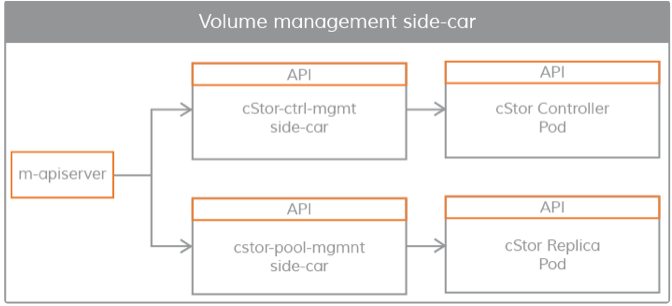 Volume management side-car
API
cStor-ctrl-mgmt
side-car
API
cStor Controller
Pod
m-apiserver
API
cstor-pool-mgmnt
side-car
API
cStor Replica
Pod